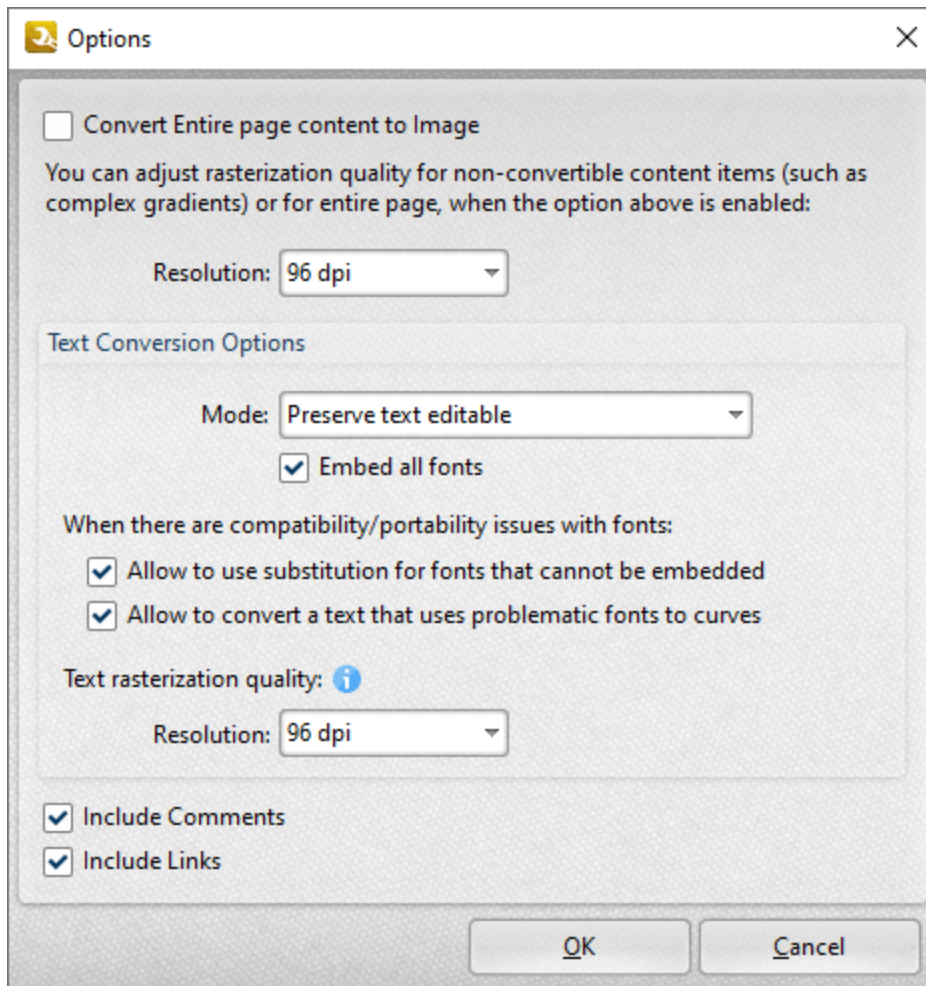 Options
Convert Entire page content to Image
You can adjust rasterization quality for non-convertible content items (such as
complex gradients) or for entire page, when the option above is enabled:
Resolution: 96 dpi
Text Conversion Options
Mode: Preserve text editable
Embed all fonts
When there are compatibility/portability issues with fonts:
Allow to use substitution for fonts that cannot be embedded
Allow to convert a text that uses problematic fonts to curves
Text rasterization quality: i
Resolution: 96 dpi
Include Comments
Include Links
OK Cancel